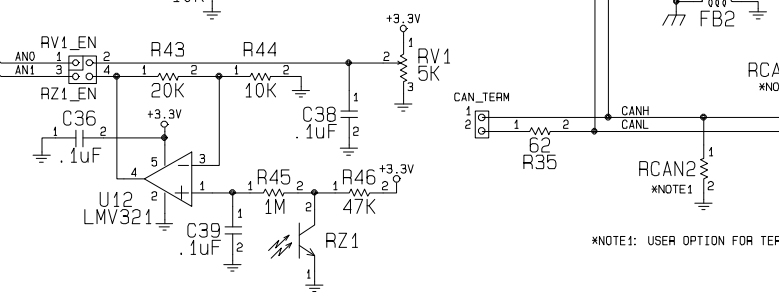 +3.3V
FB2
RV1_EN
R43
R44
RV1
5K
AN0 1 2 2
AN1 3 4 1 2 1 2
1
3
RZ1_EN
20K
10K
C38
.1uF
1
2
+3.3V
C36
.1uF
1 2
5
4
3
1
2
U12
LMV321
R45
1M
1 2
R46
47K
1 2
+3.3V
C39
.1uF
1
2
RZ1
2
1
CAN_TERM
1
2
CANH
CANL
1 2
62
R35
RCAN2
*NOTE1
1
2
*NOTE1: USER OPTION FOR TER
RCA
*NO